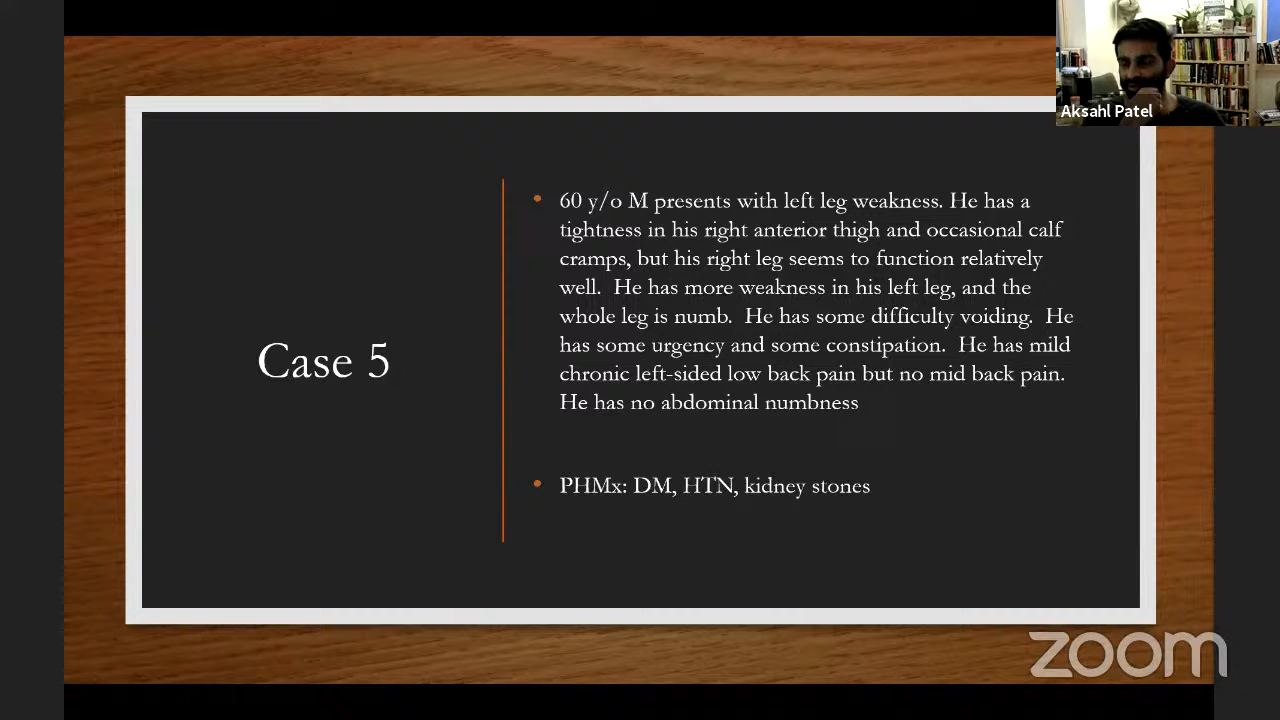 Aksahl Patel
Case 5
• 60 y/o M presents with left leg weakness. He has a
tightness in his right anterior thigh and occasional calf
cramps, but his right leg seems to function relatively
well.  He has more weakness in his left leg, and the
whole leg is numb.  He has some difficulty voiding.  He
has some urgency and some constipation.  He has mild
chronic left-sided low back pain but no mid back pain.
He has no abdominal numbness
• PHMx: DM, HTN, kidney stones
zoom